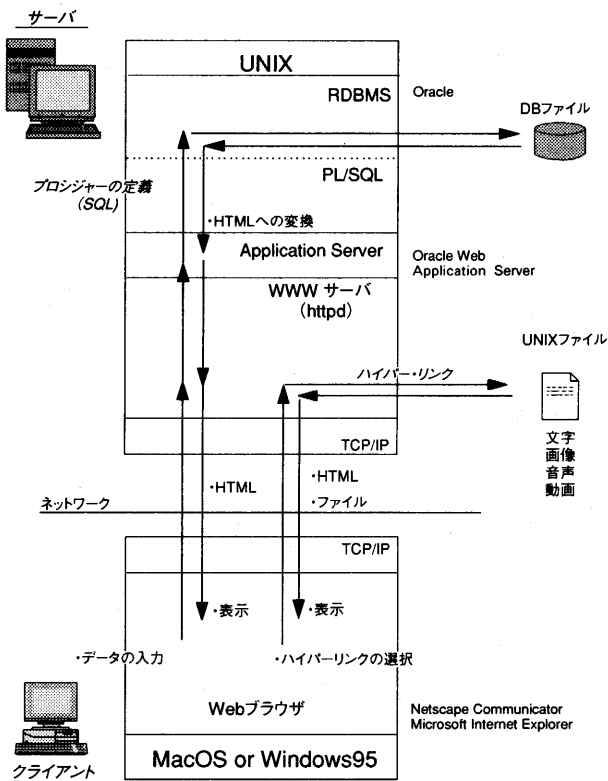 サーバ
UNIX
RDBMS
Oracle
DBファイル
PL/SQL
プロシジャーの定義
(SQL)
・HTMLへの変換
Application Server
Oracle Web
Application Server
WWW サーバ
(httpd)
UNIXファイル
ハイパー・リンク
文字
画像
音声
動画
TCP/IP
・HTML
・HTML
・ファイル
ネットワーク
TCP/IP
・表示
・表示
・データの入力
・ハイパーリンクの選択
Webブラウザ
Netscape Communicator
Microsoft Internet Explorer
MacOS or Windows95
クライアント